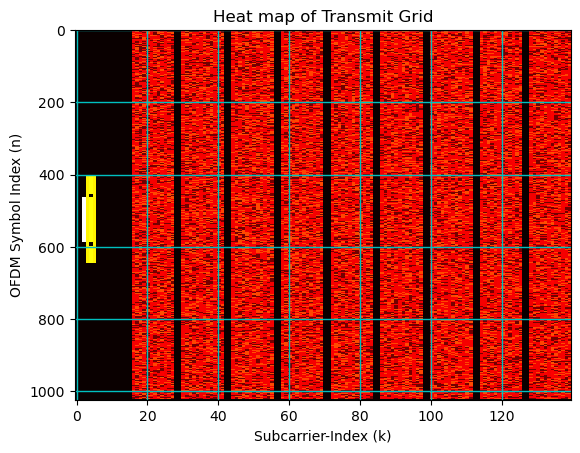 Heat map of Transmit Grid
OFDM Symbol Index (n)
0
200
400
600
800
1000
0 20 40 60 80 100 120
Subcarrier-Index (k)